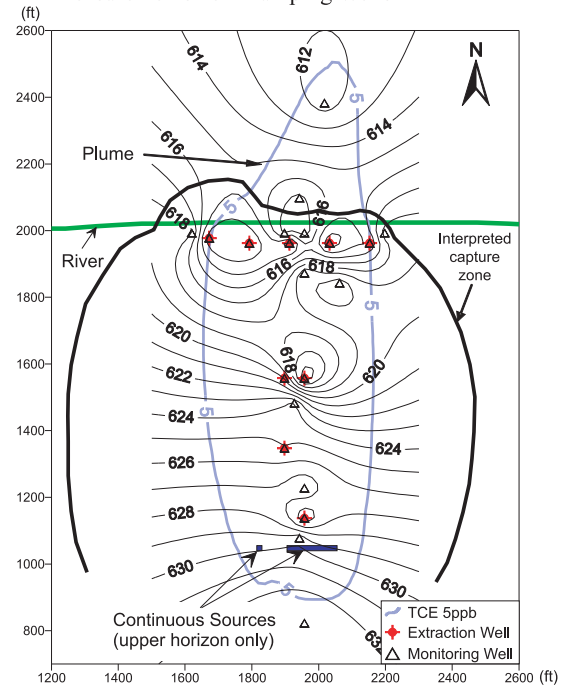 (ft)
2600
2400
2200
2000
1800
1600
1400
1200
1000
800
1200 1400 1600 1800 2000 2200 2400 2600 (ft)
N
614
612
614
616
616
618
616
618
620
618
620
622
624
624
626
628
630
630
5
5
5
5
5
5
Plume
River
Interpreted
capture
zone
Continuous Sources
(upper horizon only)
TCE 5ppb
Extraction Well
Monitoring Well